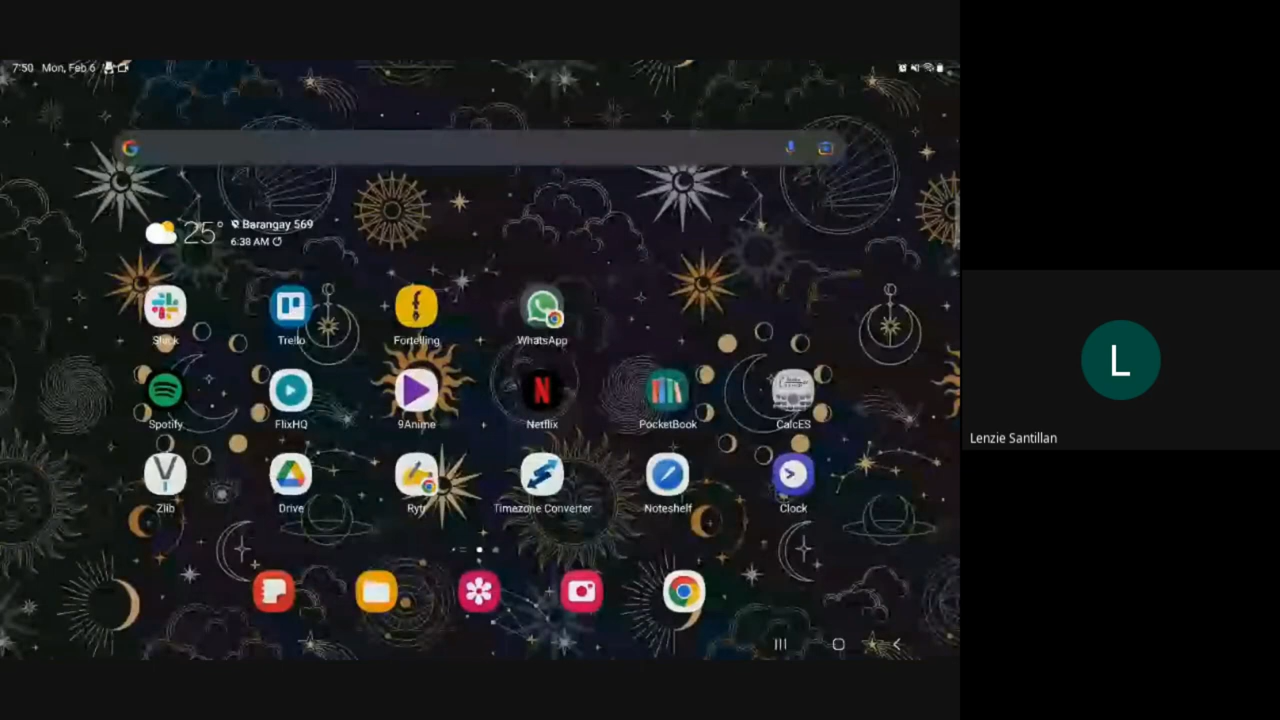 7:50 Mon, Feb 6
25° Barangay 569
6:38 AM
Slack Trello Fortelling WhatsApp
Spotify FlixHQ 9Anime Netflix PocketBook CalcES
Zlib Drive Rytr Timezone Converter Noteshelf Clock
L
Lenzie Santillan